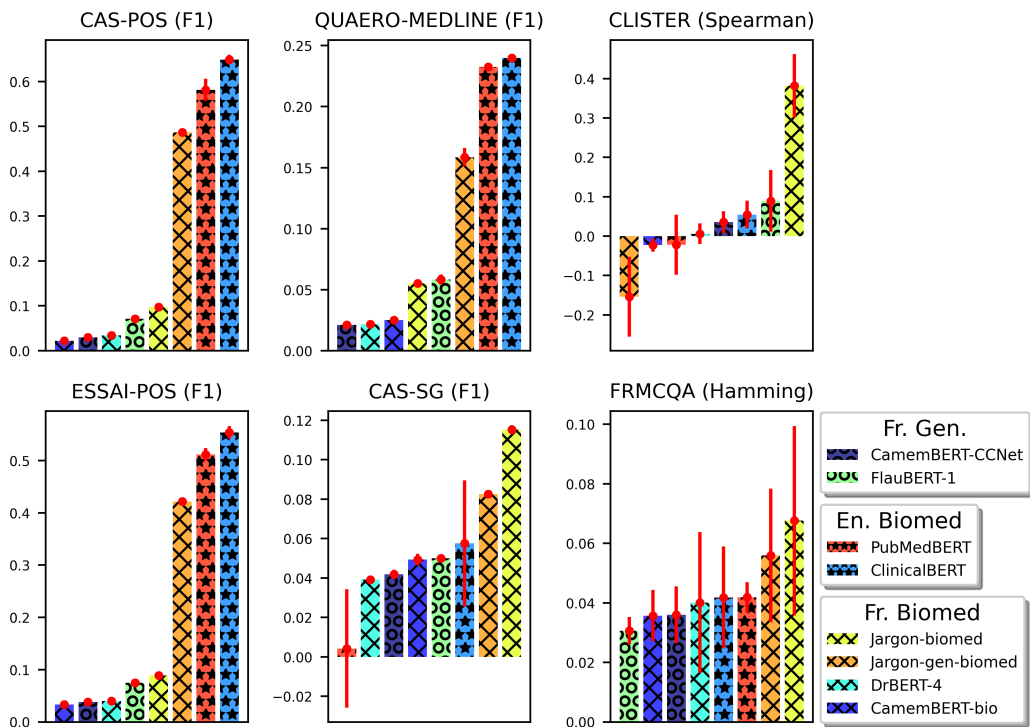 CAS-POS (F1)
0.6
0.5
0.4
0.3
0.2
0.1
0.0
QUAERO-MEDLINE (F1)
0.25
0.20
0.15
0.10
0.05
0.00
CLISTER (Spearman)
0.4
0.3
0.2
0.1
0.0
−0.1
−0.2
ESSAI-POS (F1)
0.5
0.4
0.3
0.2
0.1
0.0
CAS-SG (F1)
0.12
0.10
0.08
0.06
0.04
0.02
0.00
−0.02
FRMCQA (Hamming)
0.10
0.08
0.06
0.04
0.02
0.00
Fr. Gen.
CamemBERT-CCNet
FlauBERT-1
En. Biomed
PubMedBERT
ClinicalBERT
Fr. Biomed
Jargon-biomed
Jargon-gen-biomed
DrBERT-4
CamemBERT-bio